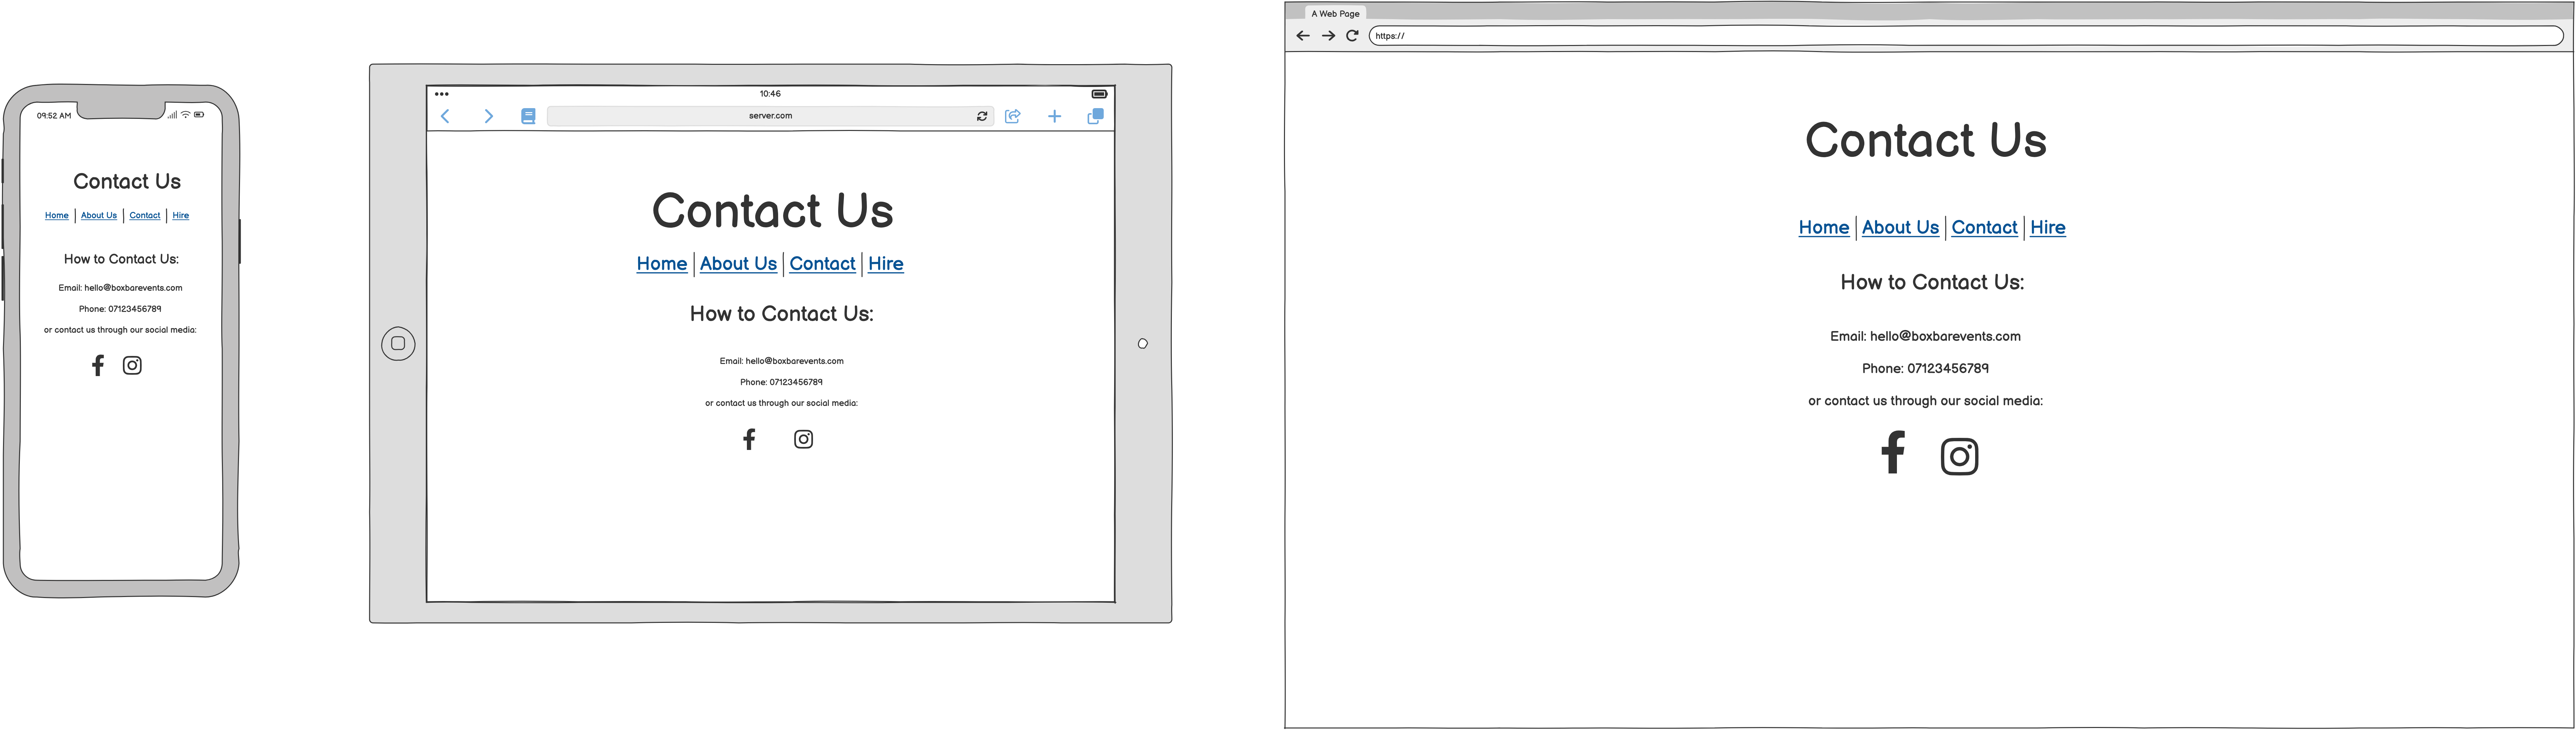 09:52 AM
Contact Us
Home About Us Contact Hire
How to Contact Us:
Email: hello@boxbarevents.com
Phone: 07123456789
or contact us through our social media:
10:46
server.com
Contact Us
Home About Us Contact Hire
How to Contact Us:
Email: hello@boxbarevents.com
Phone: 07123456789
or contact us through our social media:
A Web Page
https://
Contact Us
Home About Us Contact Hire
How to Contact Us:
Email: hello@boxbarevents.com
Phone: 07123456789
or contact us through our social media: